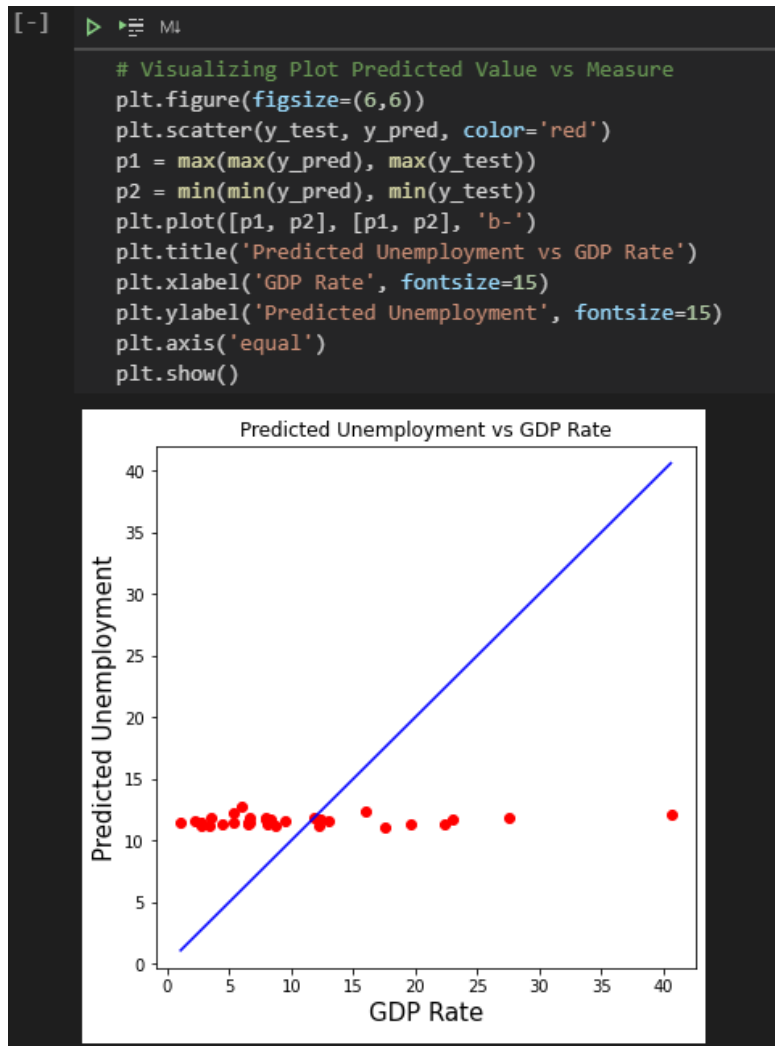 [-]
M↓
# Visualizing Plot Predicted Value vs Measure
plt.figure(figsize=(6,6))
plt.scatter(y_test, y_pred, color='red')
p1 = max(max(y_pred), max(y_test))
p2 = min(min(y_pred), min(y_test))
plt.plot([p1, p2], [p1, p2], 'b-')
plt.title('Predicted Unemployment vs GDP Rate')
plt.xlabel('GDP Rate', fontsize=15)
plt.ylabel('Predicted Unemployment', fontsize=15)
plt.axis('equal')
plt.show()
Predicted Unemployment vs GDP Rate
Predicted Unemployment
40
35
30
25
20
15
10
5
0
0 5 10 15 20 25 30 35 40
GDP Rate